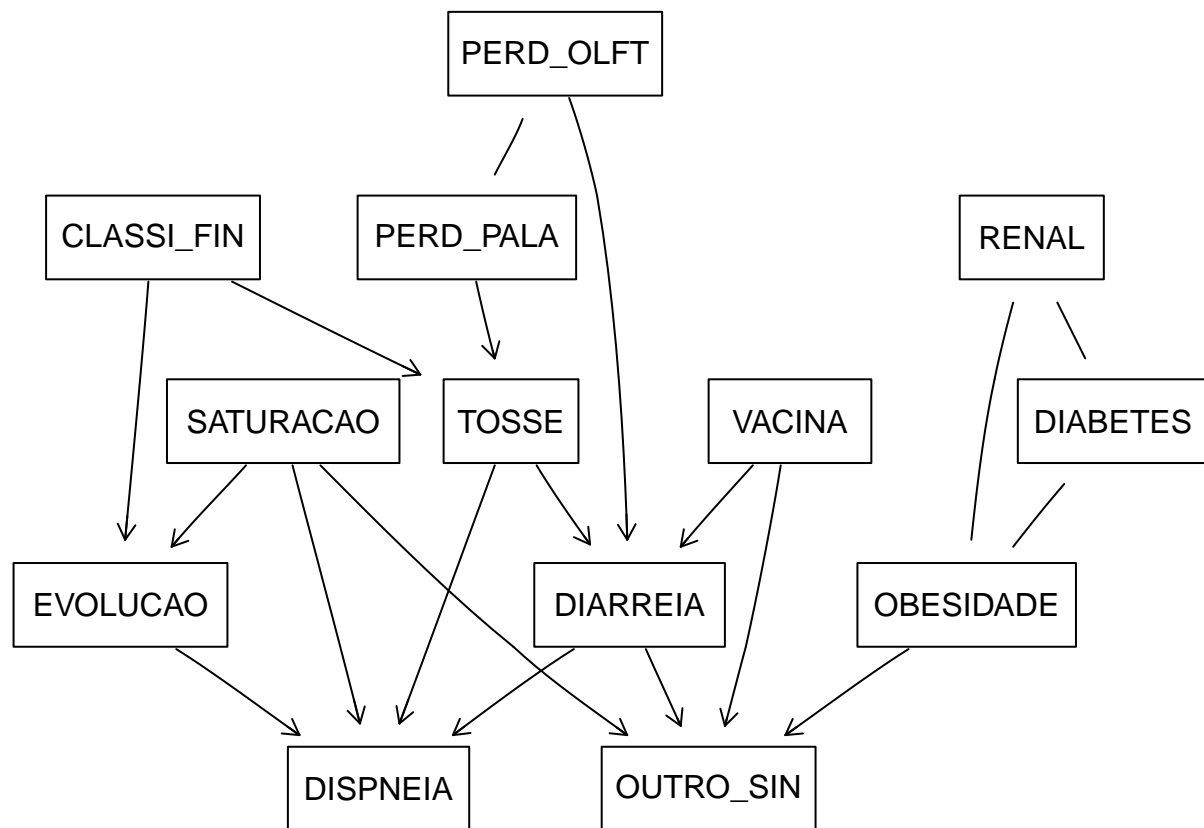 PERD_OLFT
CLASSI_FIN
PERD_PALA
RENAL
SATURACAO
TOSSE
VACINA
DIABETES
EVOLUCAO
DIARREIA
OBESIDADE
DISPNEIA
OUTRO_SIN